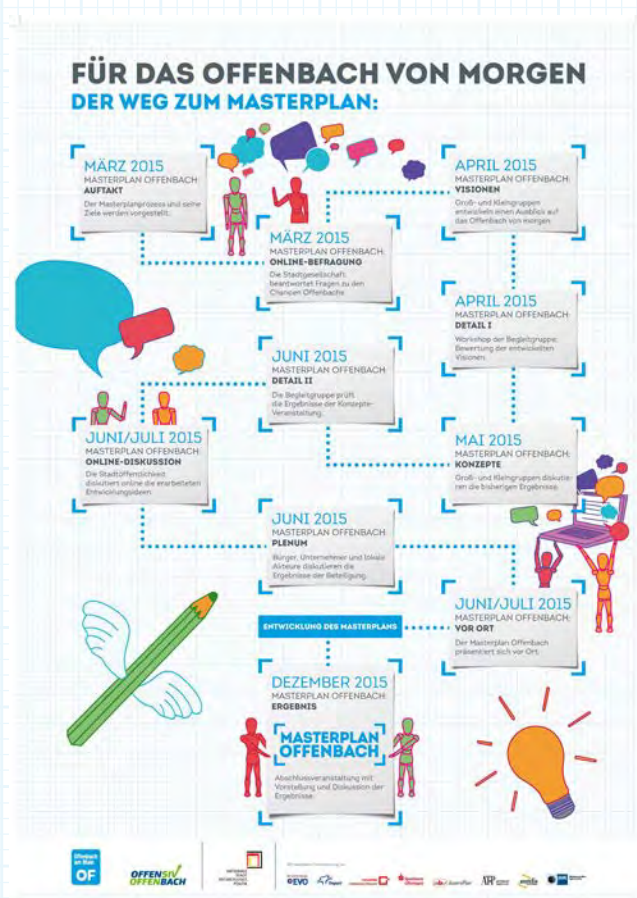 FÜR DAS OFFENBACH VON MORGEN
DER WEG ZUM MASTERPLAN:
MÄRZ 2015
MASTERPLAN OFFENBACH:
AUFTAKT
Der Masterplanprozess und seine
Ziele werden vorgestellt.
MÄRZ 2015
MASTERPLAN OFFENBACH:
ONLINE-BEFRAGUNG
Die Stadtgesellschaft
beantwortet Fragen zu den
Chancen Offenbachs.
APRIL 2015
MASTERPLAN OFFENBACH:
VISIONEN
Groß- und Kleingruppen
entwickeln einen Ausblick auf
das Offenbach von morgen.
APRIL 2015
MASTERPLAN OFFENBACH:
DETAIL I
Workshop der Begleitgruppe:
Bewertung der entwickelten
Visionen.
MAI 2015
MASTERPLAN OFFENBACH:
KONZEPTE
Groß- und Kleingruppen diskutie-
ren die bisherigen Ergebnisse.
JUNI 2015
MASTERPLAN OFFENBACH:
DETAIL II
Die Begleitgruppe prüft
die Ergebnisse der Konzepte-
Veranstaltung.
JUNI/JULI 2015
MASTERPLAN OFFENBACH:
ONLINE-DISKUSSION
Die Stadtöffentlichkeit
diskutiert online die erarbeiteten
Entwicklungsideen.
JUNI 2015
MASTERPLAN OFFENBACH:
PLENUM
Bürger, Unternehmer und lokale
Akteure diskutieren die
Ergebnisse der Beteiligung.
JUNI/JULI 2015
MASTERPLAN OFFENBACH:
VOR ORT
Der Masterplan Offenbach
präsentiert sich vor Ort.
ENTWICKLUNG DES MASTERPLANS
DEZEMBER 2015
MASTERPLAN OFFENBACH:
ERGEBNIS
MASTERPLAN
OFFENBACH
Abschlussveranstaltung mit
Vorstellung und Diskussion der
Ergebnisse.
Offenbach
am Main
OF
OFFENSIV
OFFENBACH
EVO